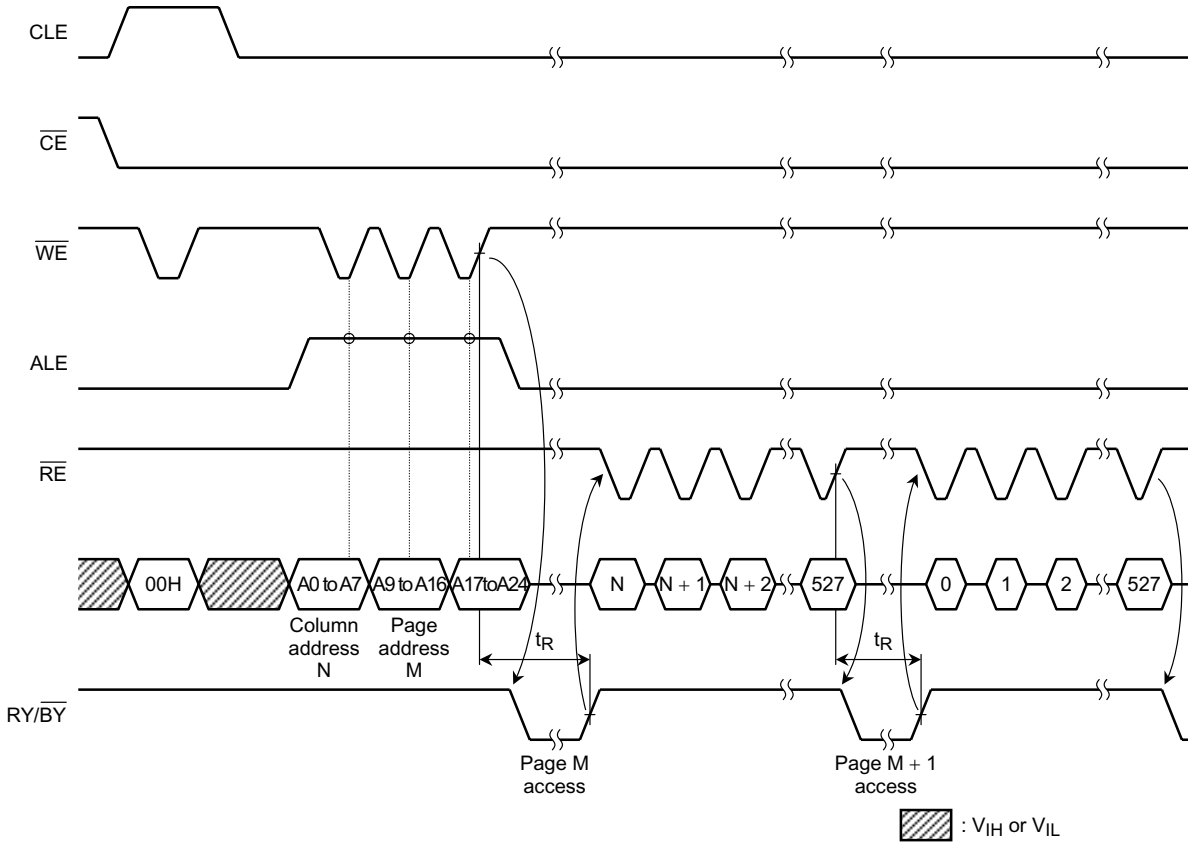 CLE
CE
WE
ALE
RE
00H
A0 to A7
A9 to A16
A17 to A24
N
N + 1
N + 2
527
0
1
2
527
Column
address
N
Page
address
M
tR
tR
RY/BY
Page M
access
Page M + 1
access
: VIH or VIL